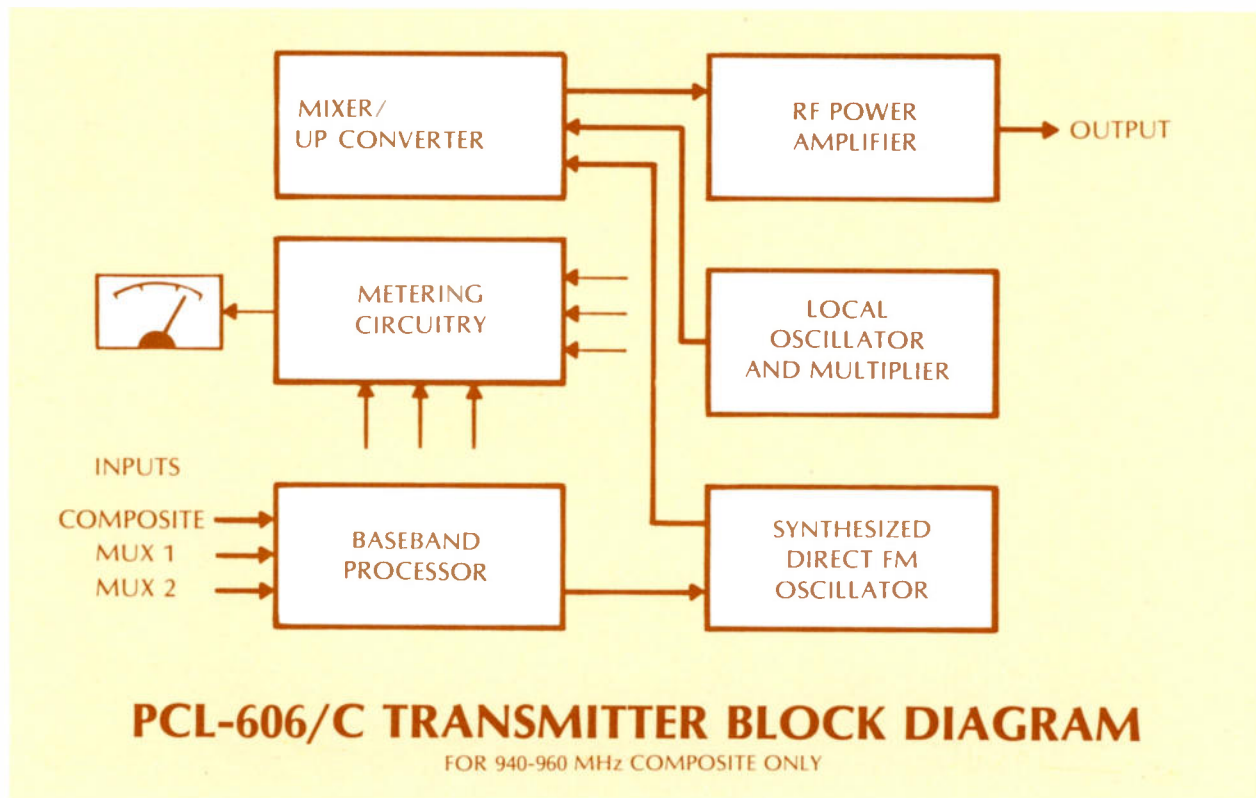 MIXER/
UP CONVERTER
RF POWER
AMPLIFIER
OUTPUT
METERING
CIRCUITRY
LOCAL
OSCILLATOR
AND MULTIPLIER
INPUTS
COMPOSITE
MUX 1
MUX 2
BASEBAND
PROCESSOR
SYNTHESIZED
DIRECT FM
OSCILLATOR
PCL-606/C TRANSMITTER BLOCK DIAGRAM
FOR 940-960 MHz COMPOSITE ONLY